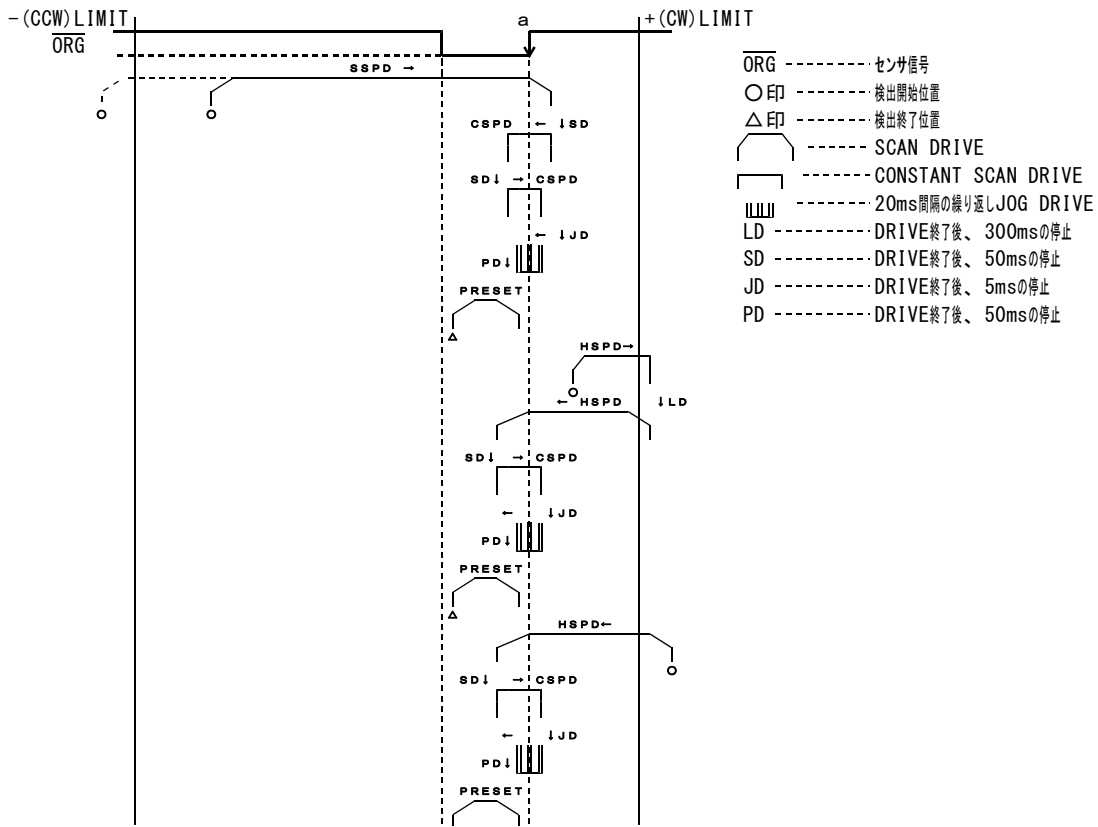 -(CCW)LIMIT
a
+(CW)LIMIT
ORG
SSPD →
CSPD ← ↓SD
SD↓ → CSPD
← ↓JD
PD↓
PRESET
HSPD→
← HSPD ↓LD
SD↓ → CSPD
← ↓JD
PD↓
PRESET
HSPD←
SD↓ → CSPD
← ↓JD
PD↓
PRESET
ORG センサ信号
○印 検出開始位置
△印 検出終了位置
SCAN DRIVE
CONSTANT SCAN DRIVE
20ms間隔の繰り返しJOG DRIVE
LD DRIVE終了後、300msの停止
SD DRIVE終了後、50msの停止
JD DRIVE終了後、5msの停止
PD DRIVE終了後、50msの停止